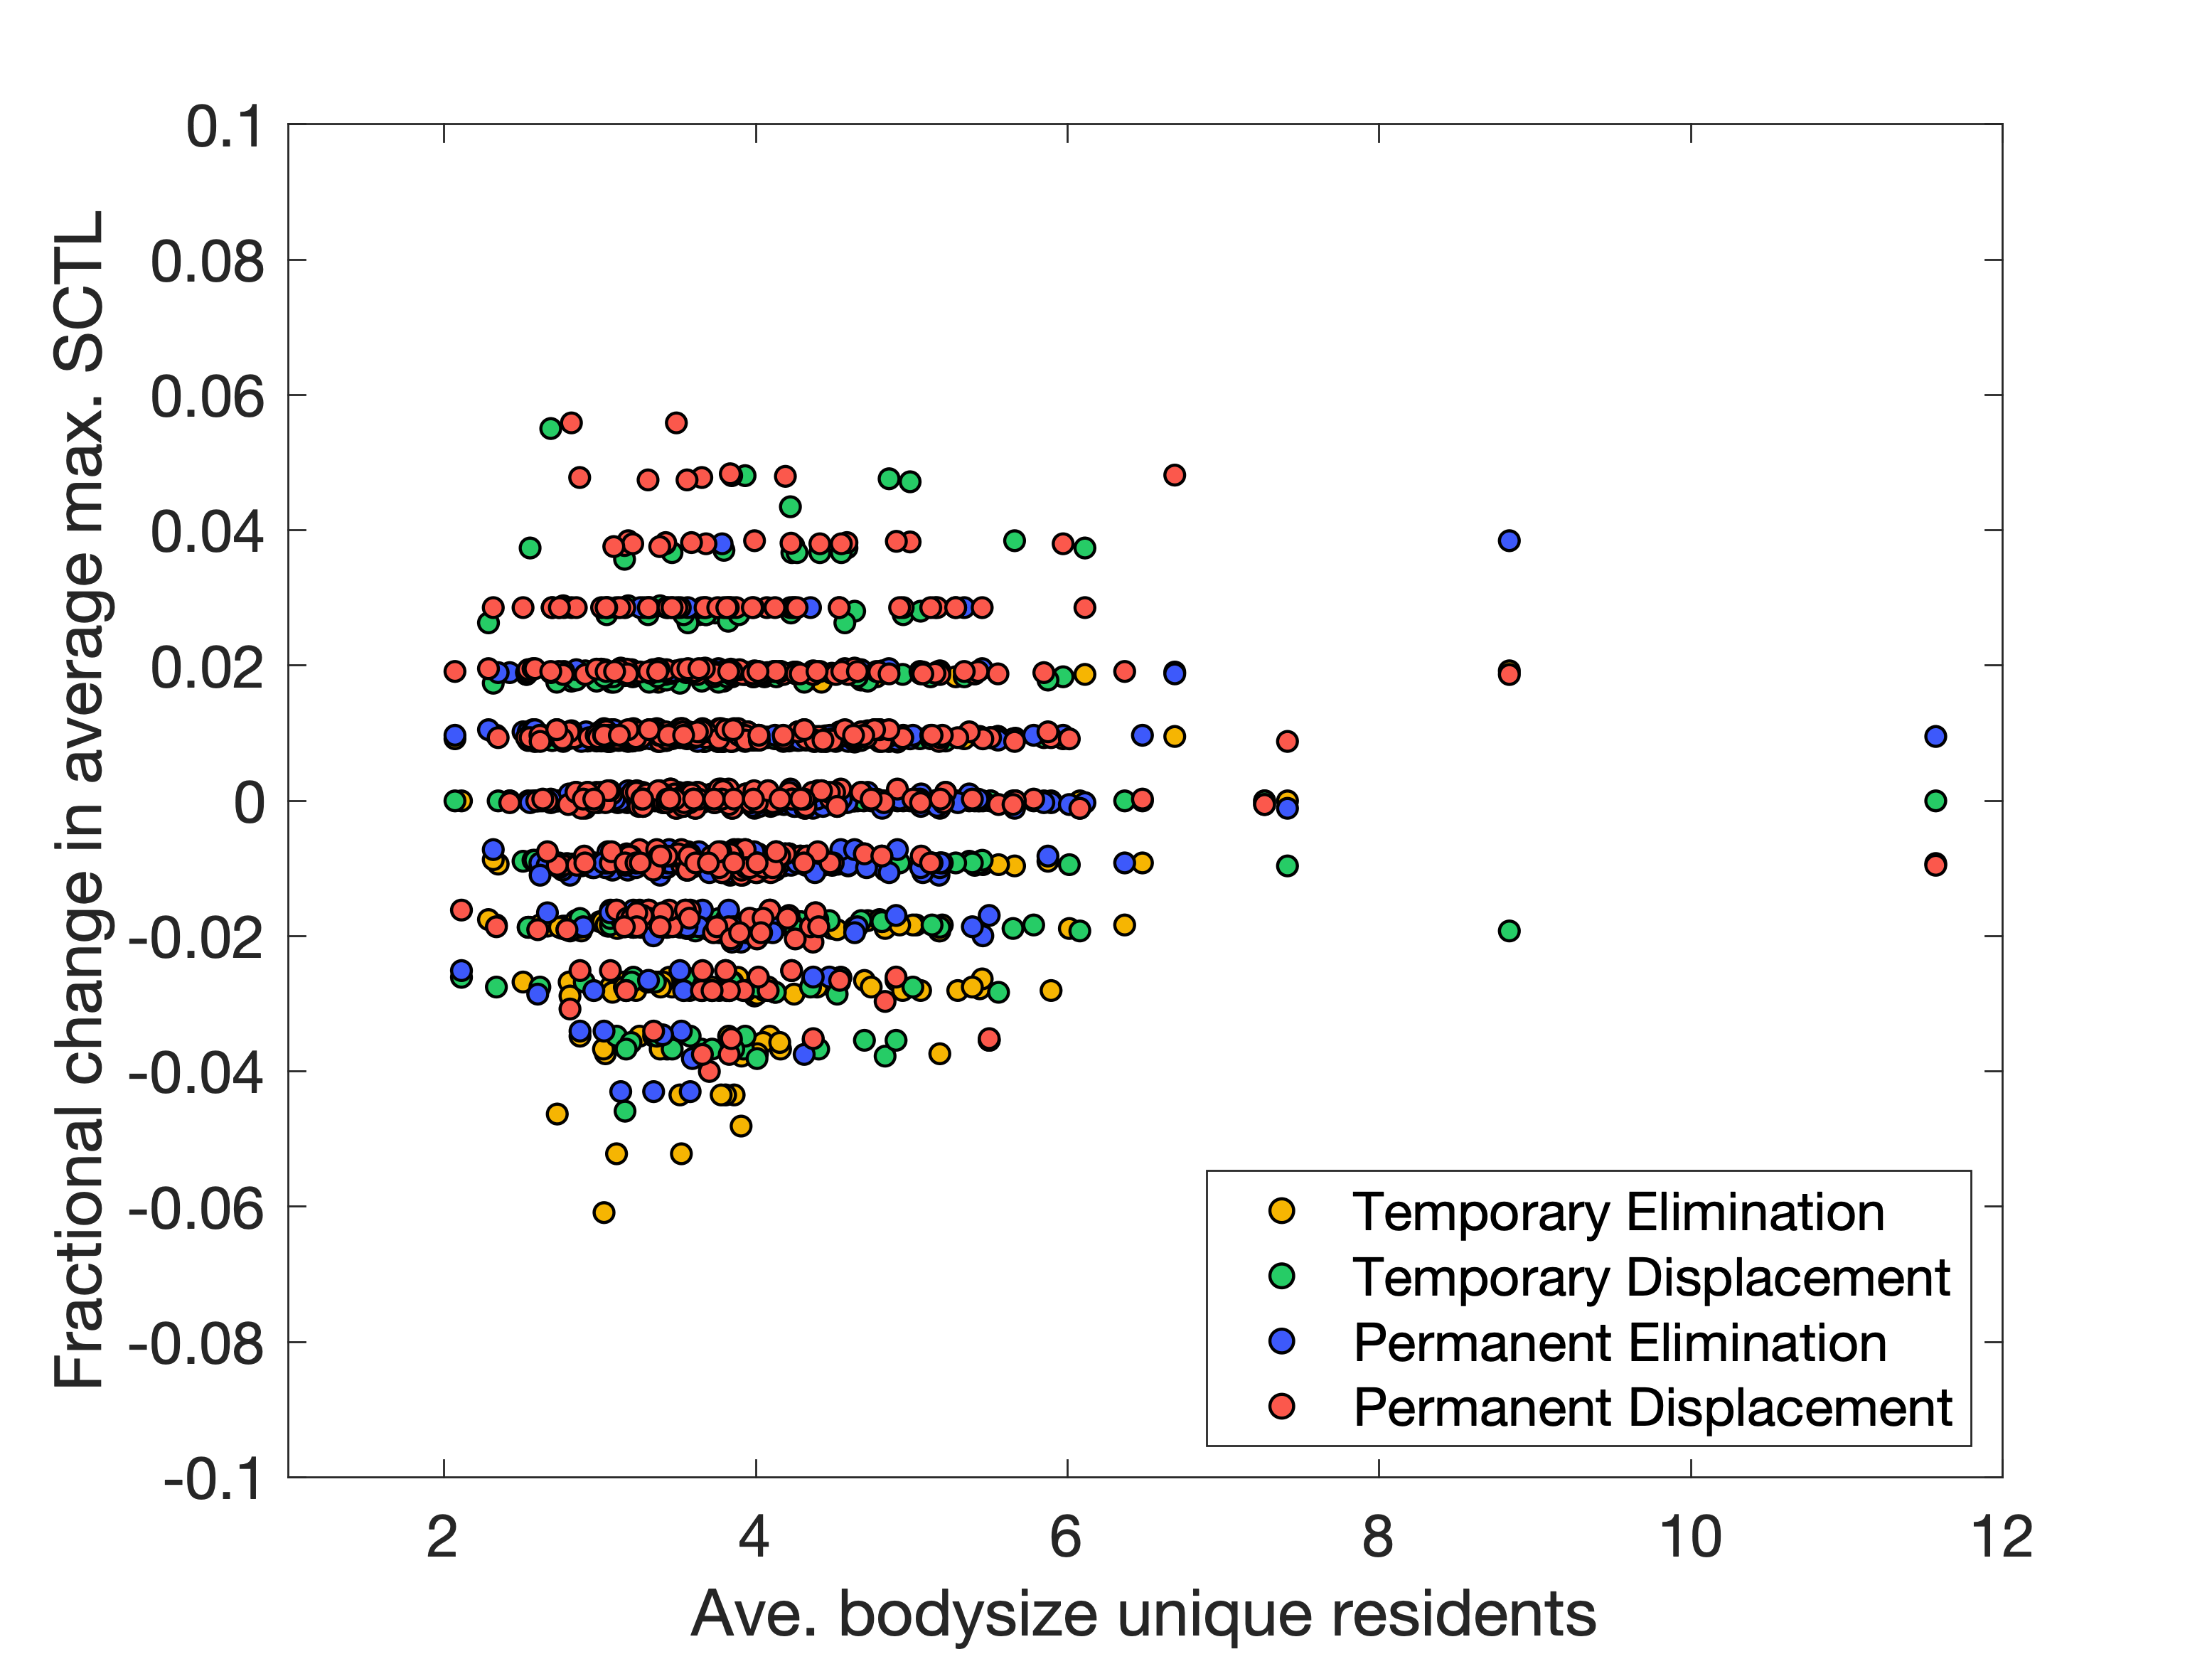 0.1
0.08
0.06
0.04
0.02
0
-0.02
-0.04
-0.06
-0.08
-0.1
Fractional change in average max. SCTL
Temporary Elimination
Temporary Displacement
Permanent Elimination
Permanent Displacement
2 4 6 8 10 12
Ave. bodysize unique residents